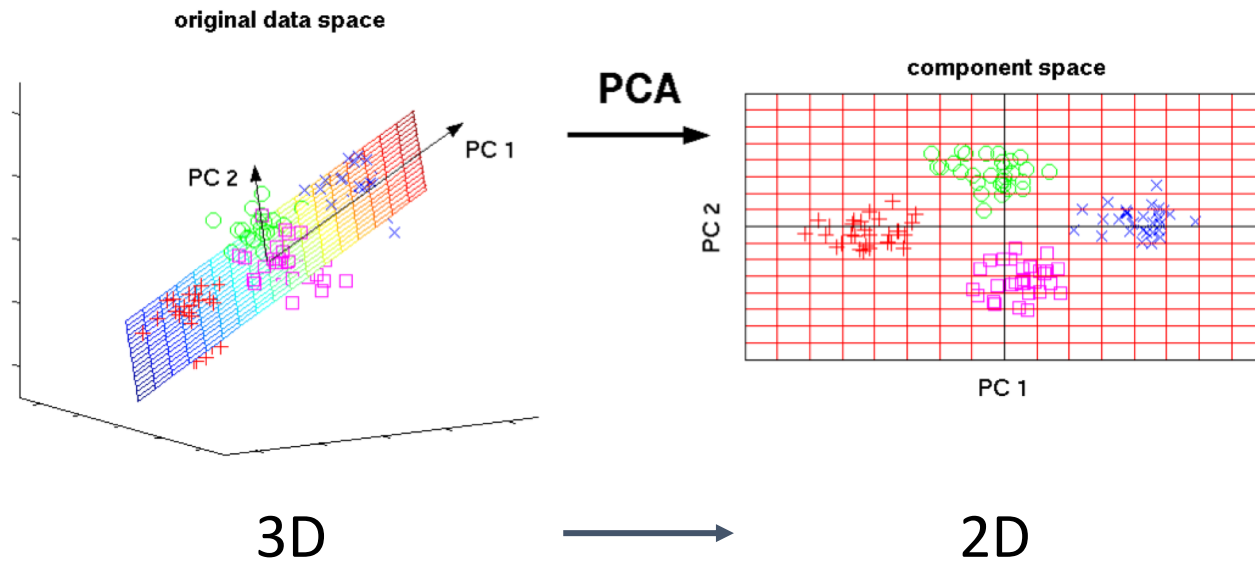 original data space
PC 1
PC 2
PCA
component space
PC 2
PC 1
3D
2D